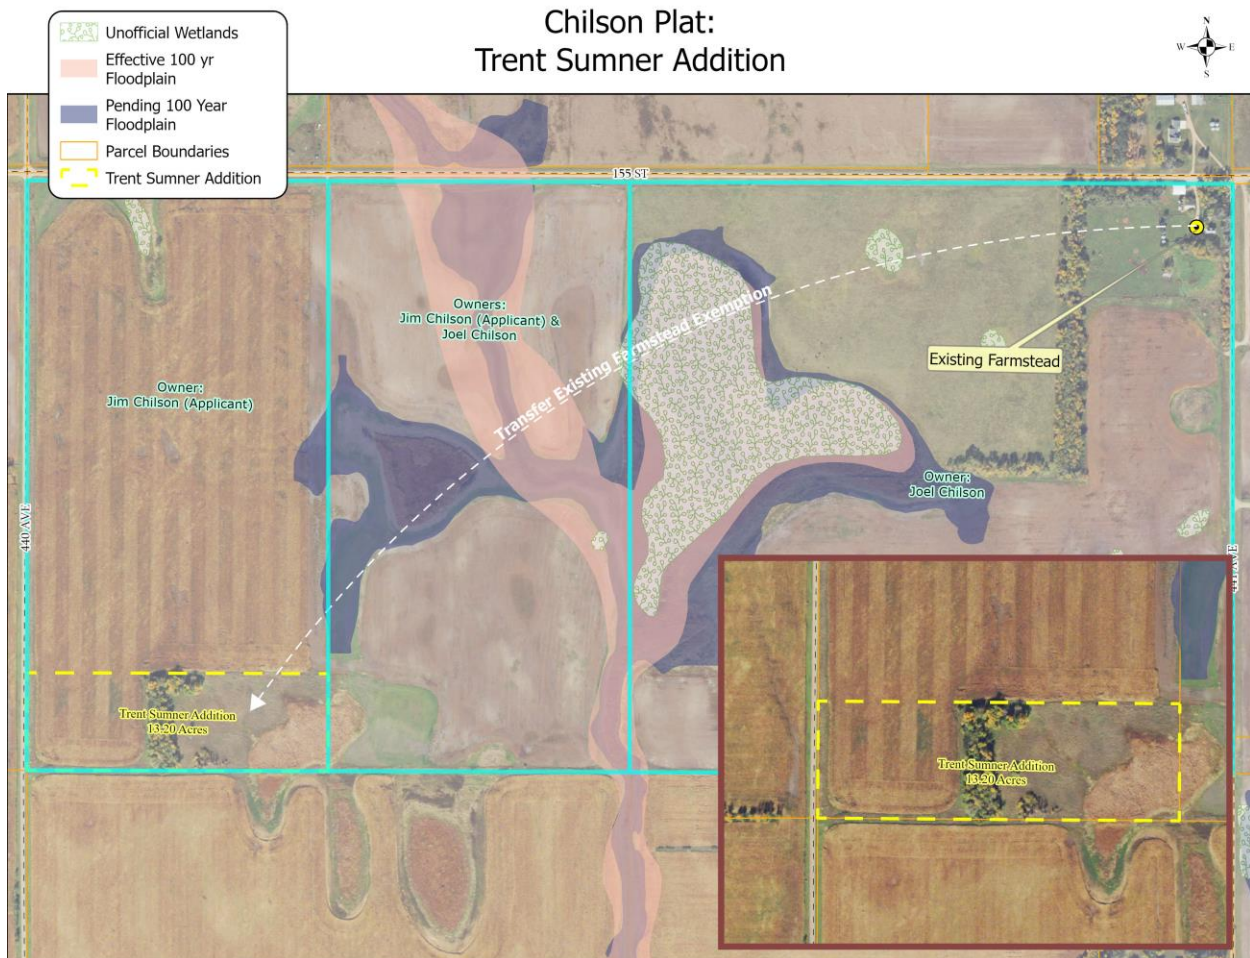 Chilson Plat:
Trent Sumner Addition
N
W E
S
Unofficial Wetlands
Effective 100 yr
Floodplain
Pending 100 Year
Floodplain
Parcel Boundaries
Trent Sumner Addition
155 ST
Owners:
Jim Chilson (Applicant) &
Joel Chilson
Transfer Existing Farmstead Exemption
Existing Farmstead
Owner:
Jim Chilson (Applicant)
Owner:
Joel Chilson
440 AVE
441 AVE
Trent Sumner Addition
13.20 Acres
Trent Sumner Addition
13.20 Acres